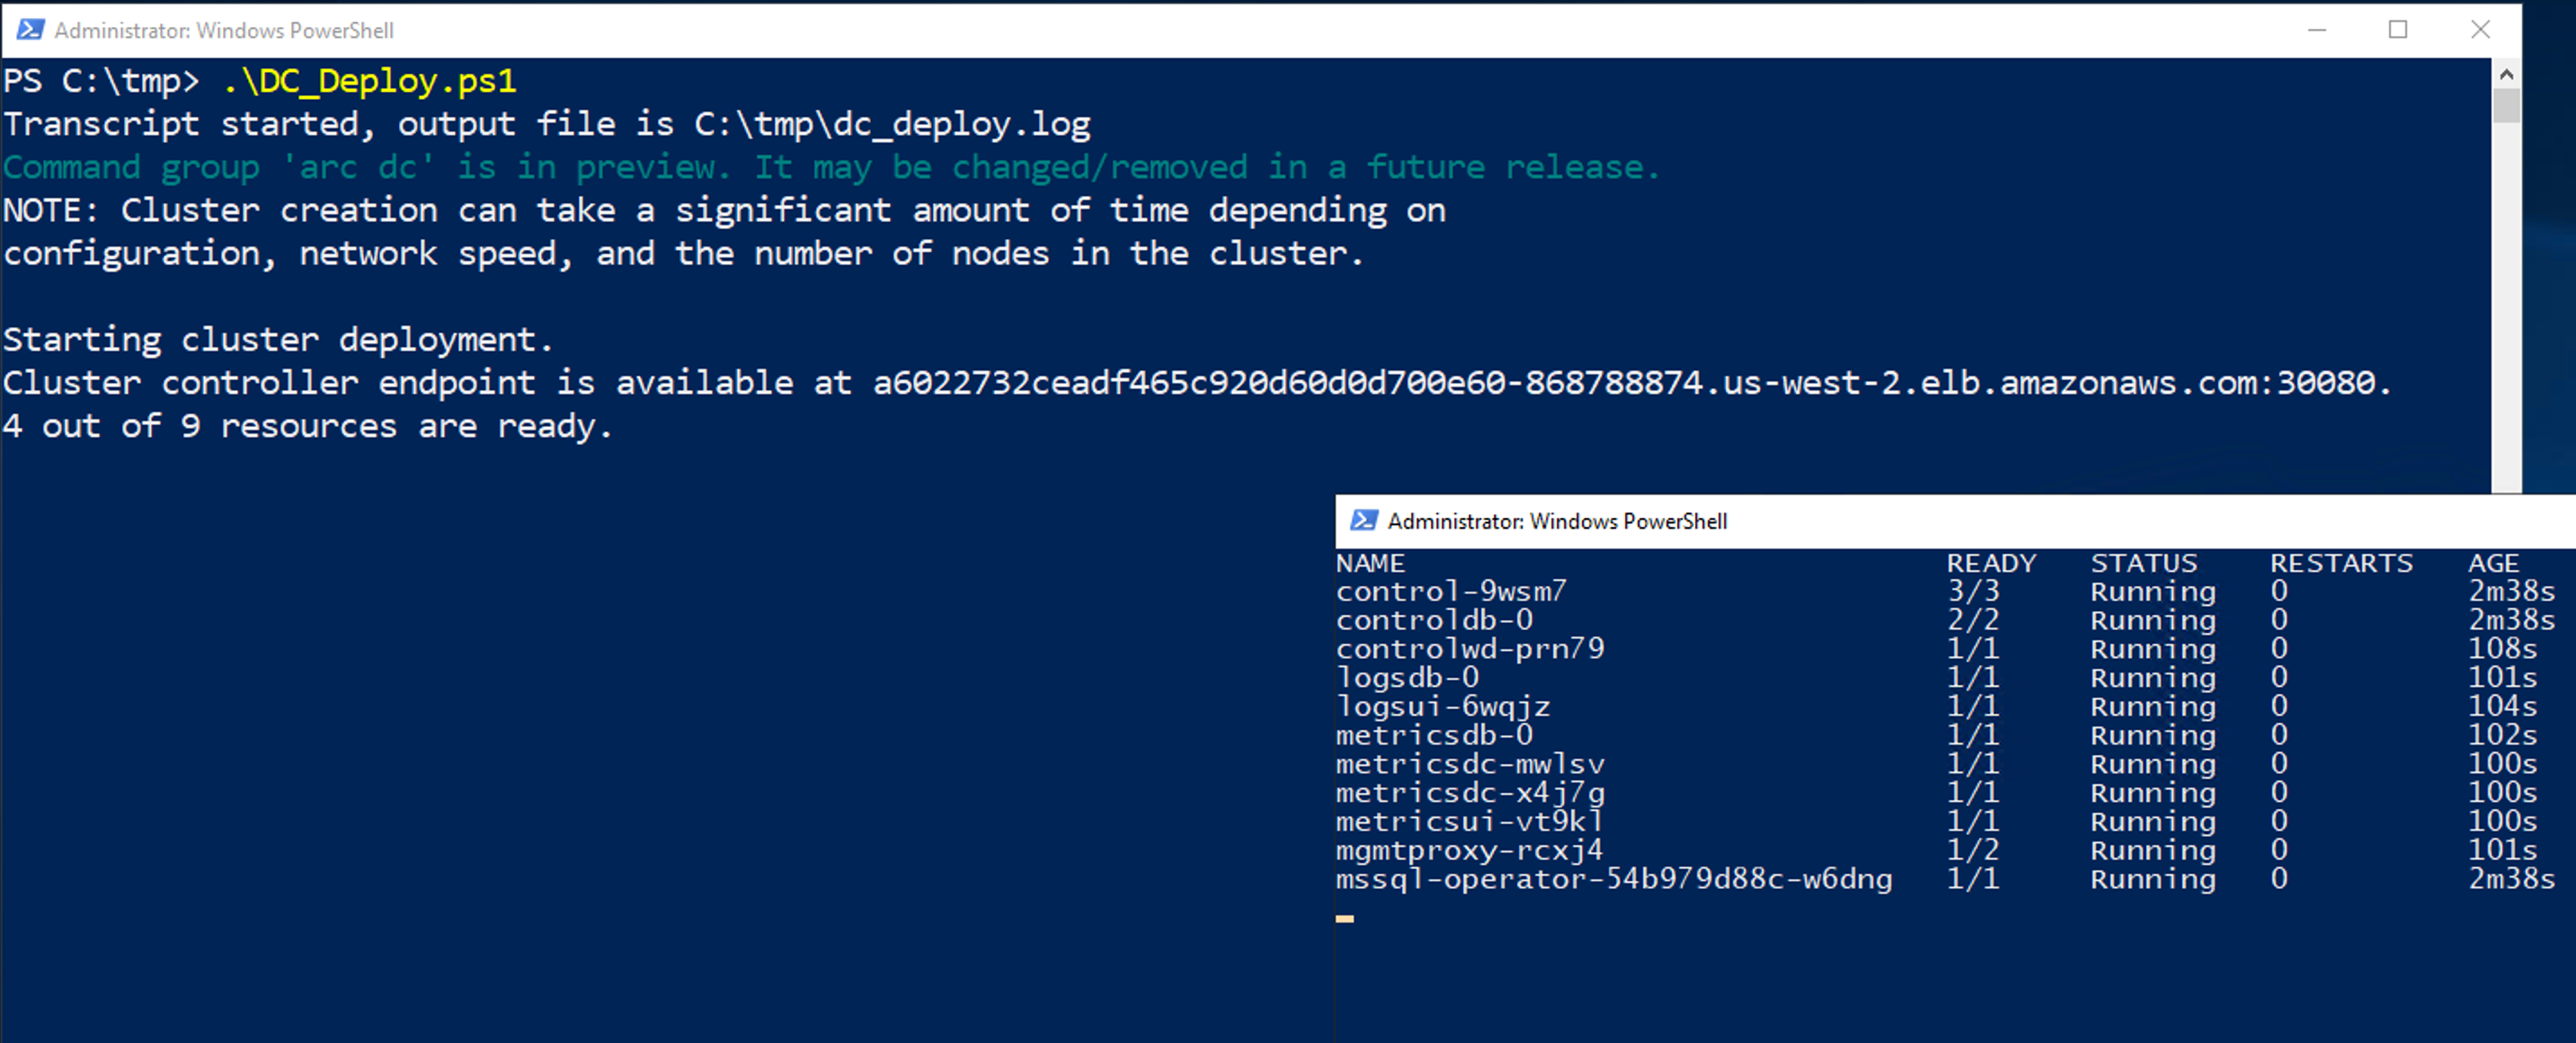 Administrator: Windows PowerShell
PS C:\tmp> .\DC_Deploy.ps1
Transcript started, output file is C:\tmp\dc_deploy.log
Command group 'arc dc' is in preview. It may be changed/removed in a future release.
NOTE: Cluster creation can take a significant amount of time depending on
configuration, network speed, and the number of nodes in the cluster.
Starting cluster deployment.
Cluster controller endpoint is available at a6022732ceadf465c920d60d0d700e60-868788874.us-west-2.elb.amazonaws.com:30080.
4 out of 9 resources are ready.
Administrator: Windows PowerShell
NAME READY STATUS RESTARTS AGE
control-9wsm7 3/3 Running 0 2m38s
controldb-0 2/2 Running 0 2m38s
controlwd-prn79 1/1 Running 0 108s
logsdb-0 1/1 Running 0 101s
logsui-6wqjz 1/1 Running 0 104s
metricsdb-0 1/1 Running 0 102s
metricsdc-mwlsv 1/1 Running 0 100s
metricsdc-x4j7g 1/1 Running 0 100s
metricsui-vt9kl 1/1 Running 0 100s
mgmtproxy-rcxj4 1/2 Running 0 101s
mssql-operator-54b979d88c-w6dng 1/1 Running 0 2m38s